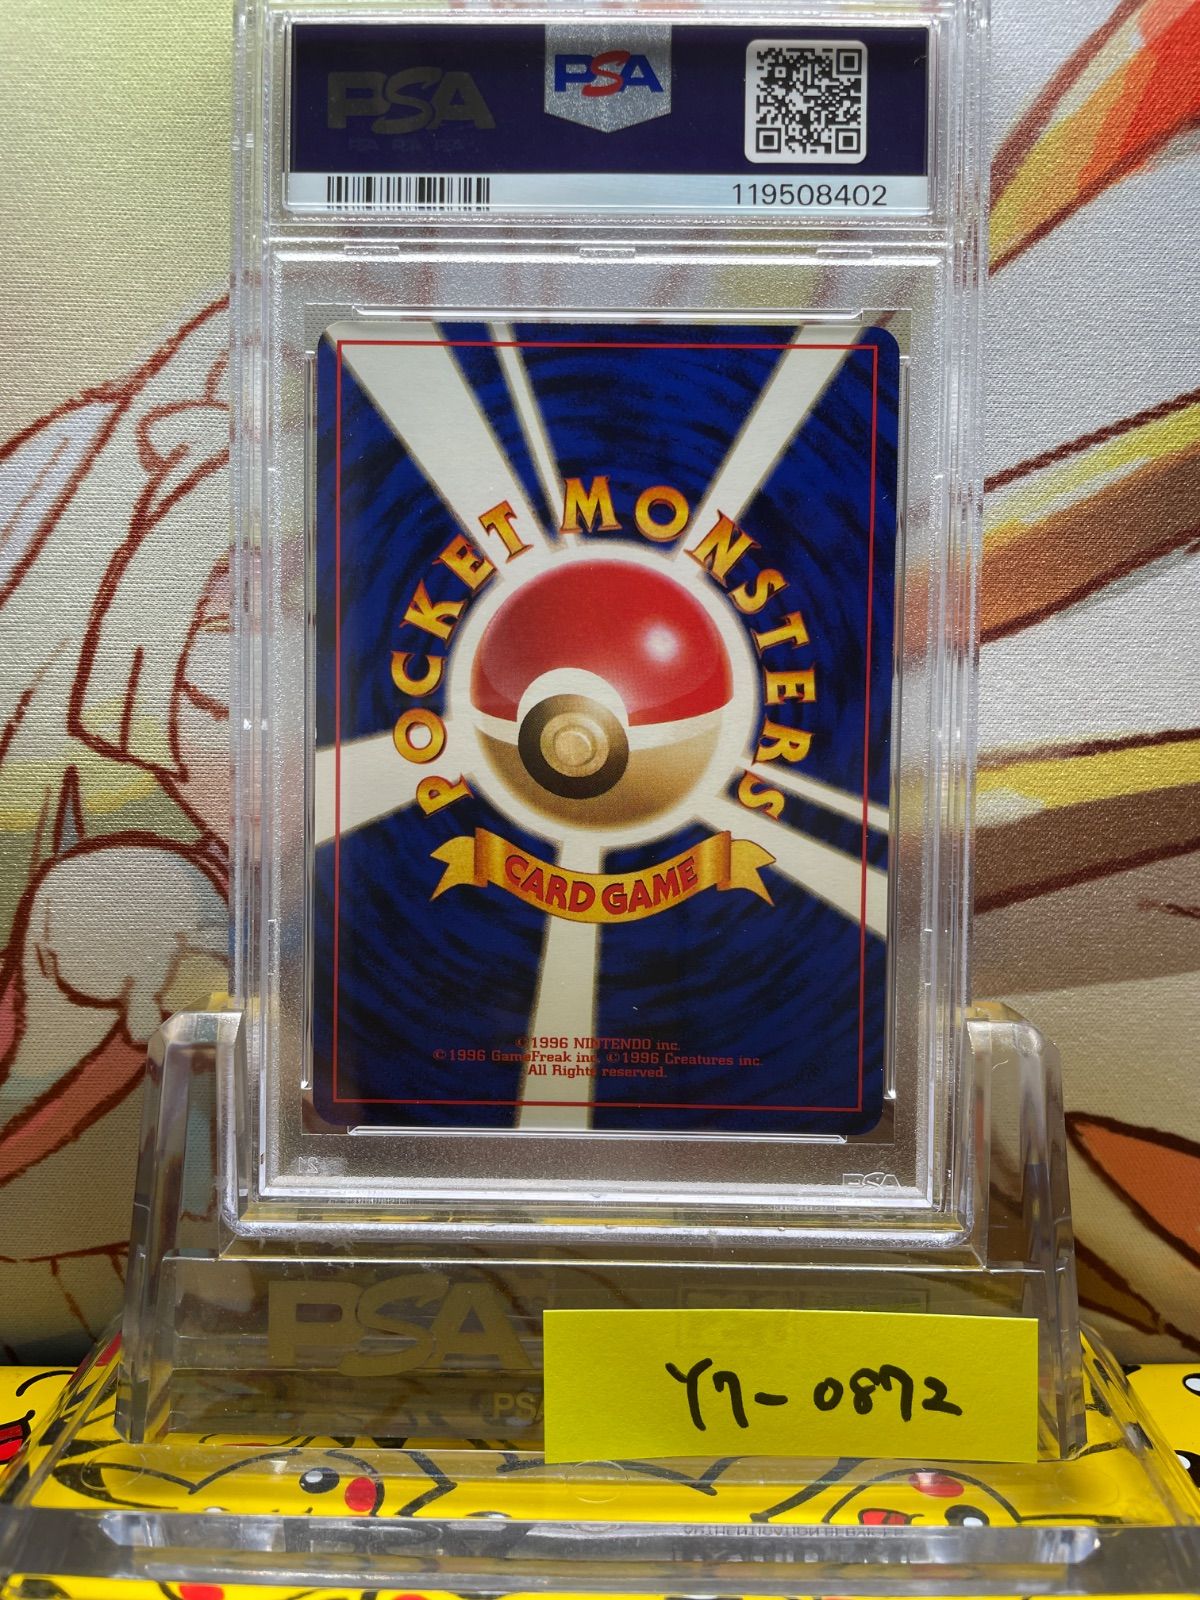 PSA
PSA
119508402
POCKET MONSTERS
CARD GAME
©1996 NINTENDO inc.
©1996 GameFreak inc. ©1996 Creatures inc.
All Rights reserved.
PSA
PSA
Y7-0872